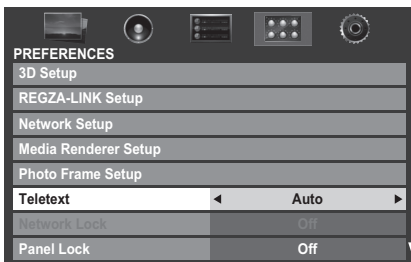 PREFERENCES
3D Setup
REGZA-LINK Setup
Network Setup
Media Renderer Setup
Photo Frame Setup
Teletext ◀ Auto ▶
Network Lock Off
Panel Lock Off